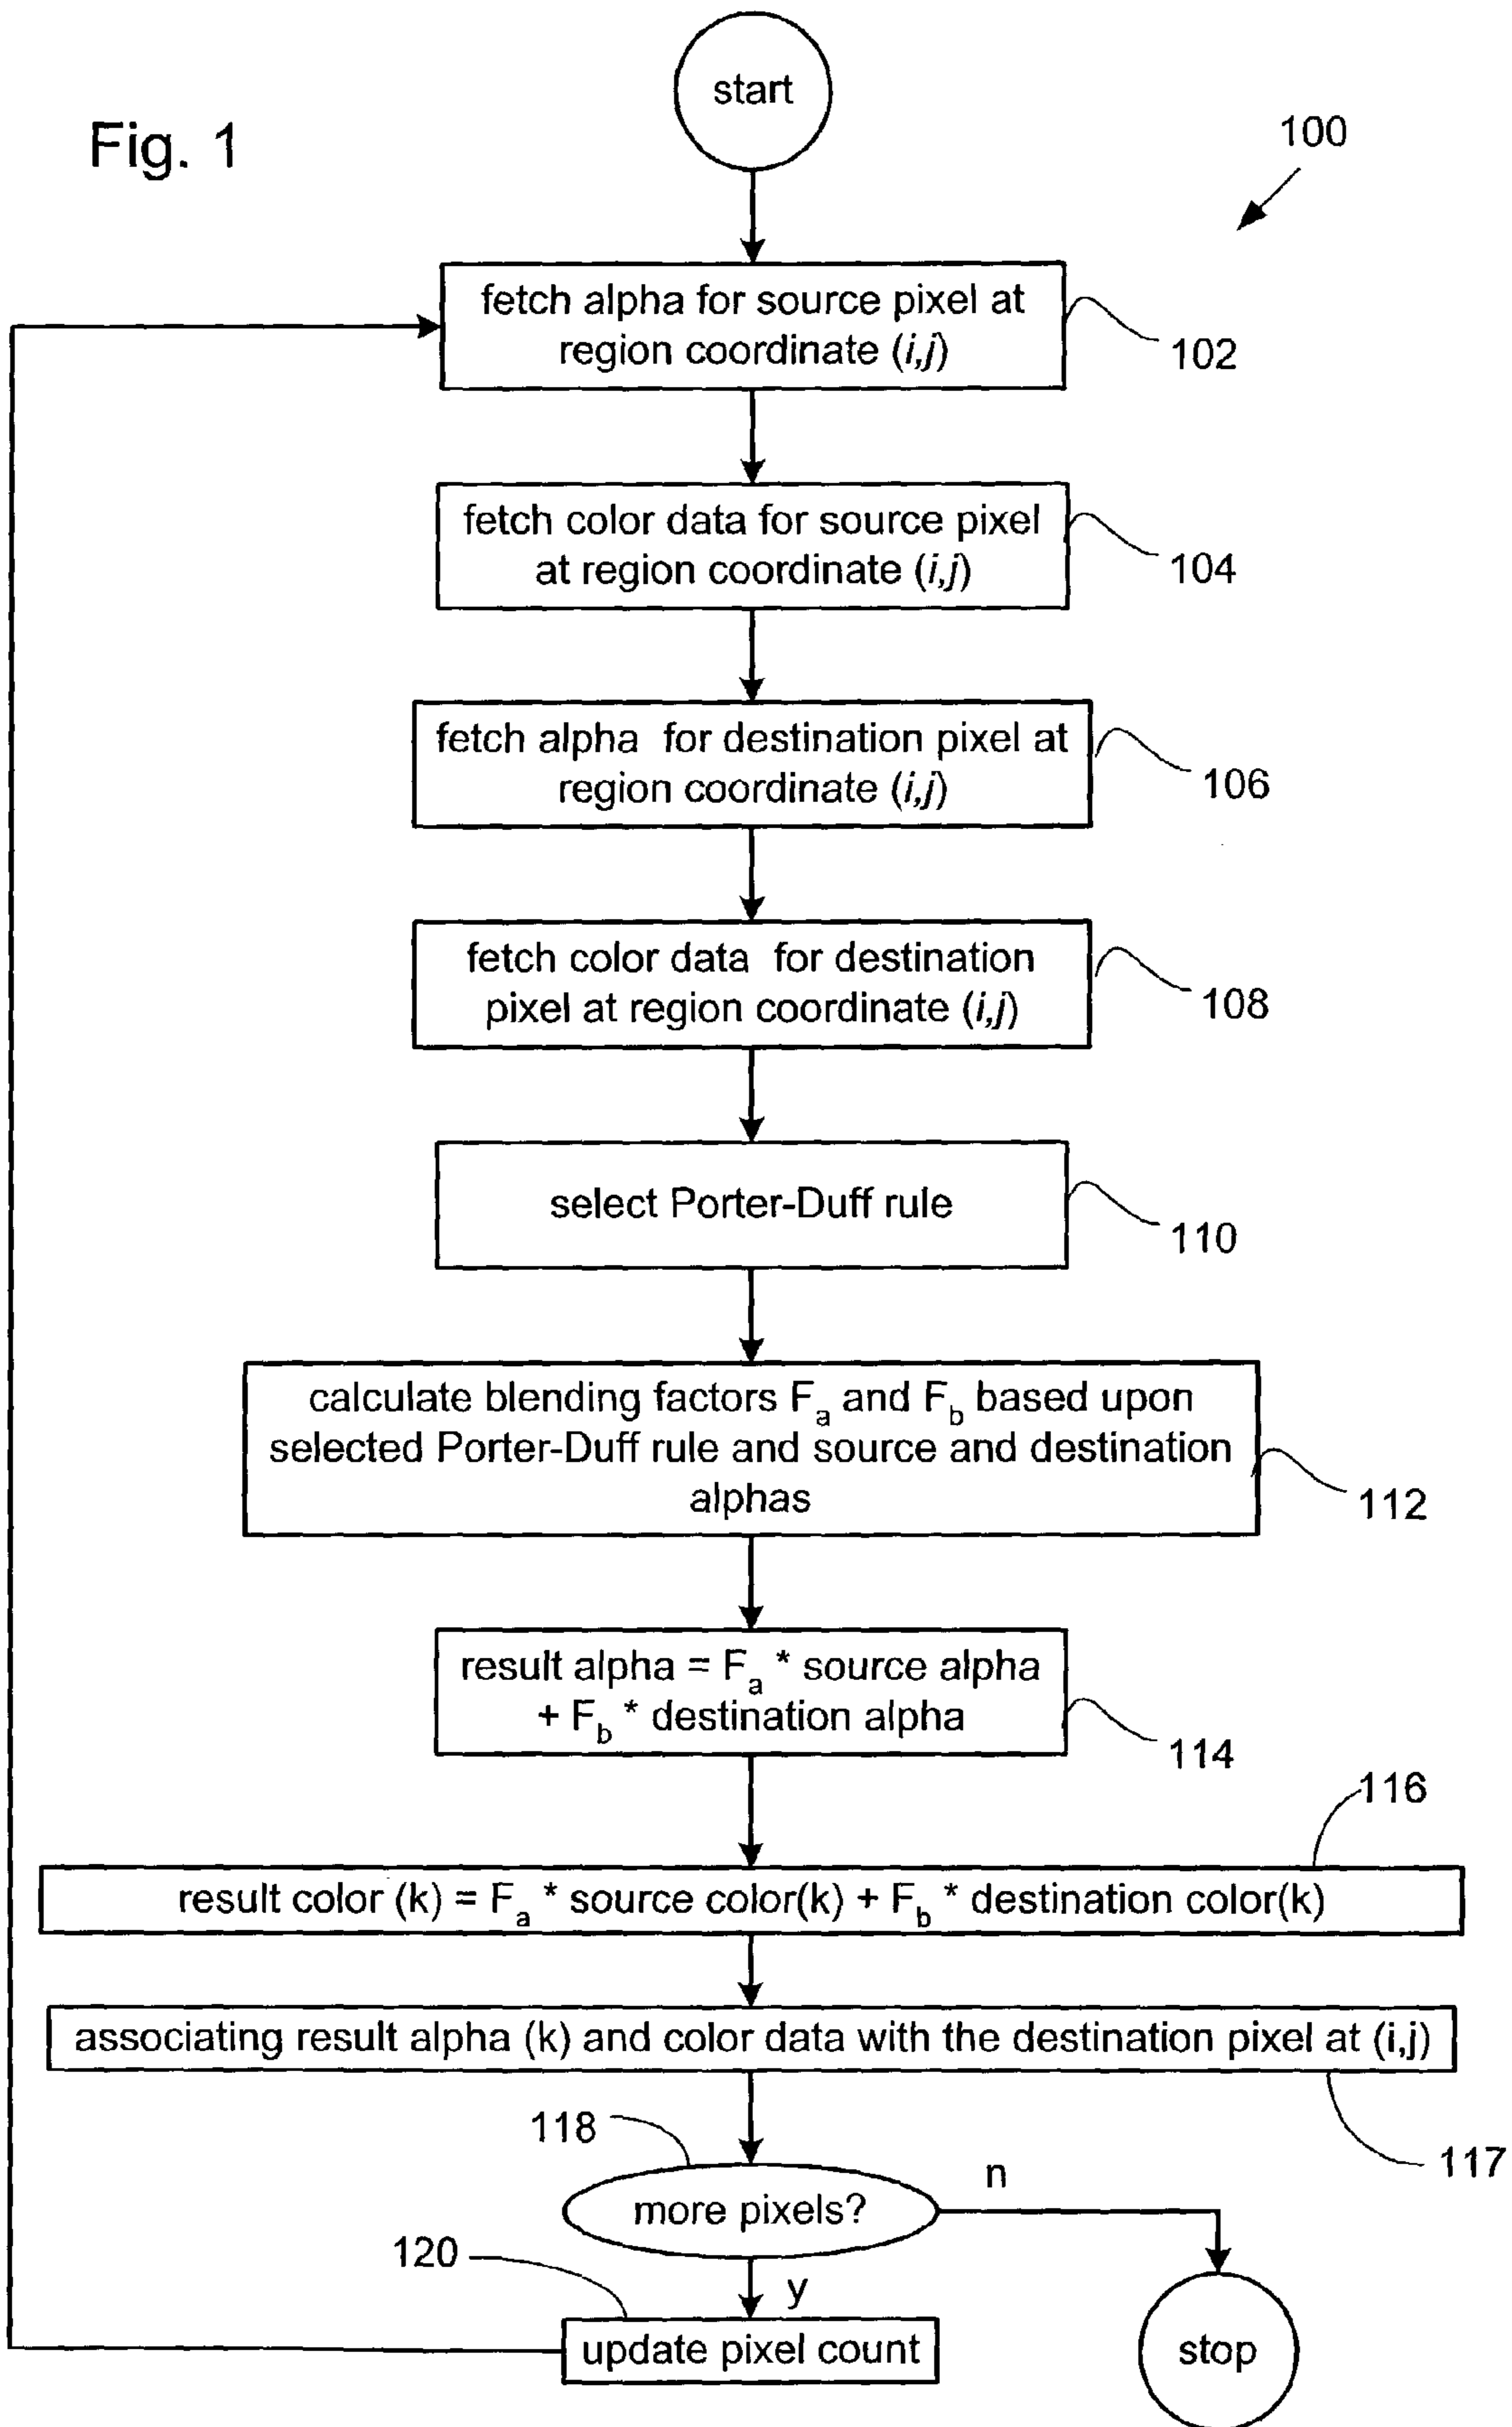 start
Fig. 1
100
fetch alpha for source pixel at
region coordinate (i,j)
102
fetch color data for source pixel
at region coordinate (i,j)
104
fetch alpha for destination pixel at
region coordinate (i,j)
106
fetch color data for destination
pixel at region coordinate (i,j)
108
select Porter-Duff rule
110
calculate blending factors Fa and Fb based upon
selected Porter-Duff rule and source and destination
alphas
112
result alpha = Fa * source alpha
+ Fb * destination alpha
114
116
result color (k) = Fa * source color(k) + Fb * destination color(k)
associating result alpha (k) and color data with the destination pixel at (i,j)
117
118
more pixels?
n
120
y
update pixel count
stop